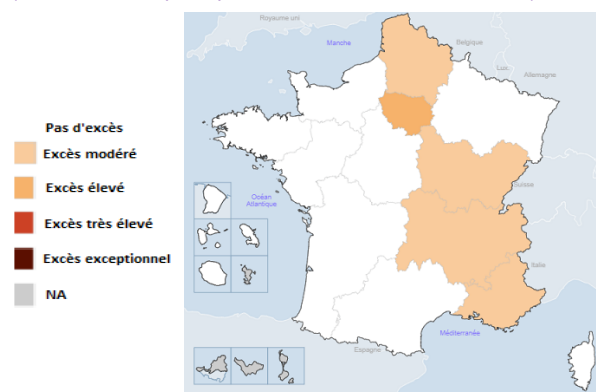 Royaume uni
Manche
Belgique
Lux.
Allemagne
Pas d'excès
Excès modéré
Excès élevé
Excès très élevé
Excès exceptionnel
NA
Océan
Atlantique
Suisse
Italie
Méditerranée
Espagne